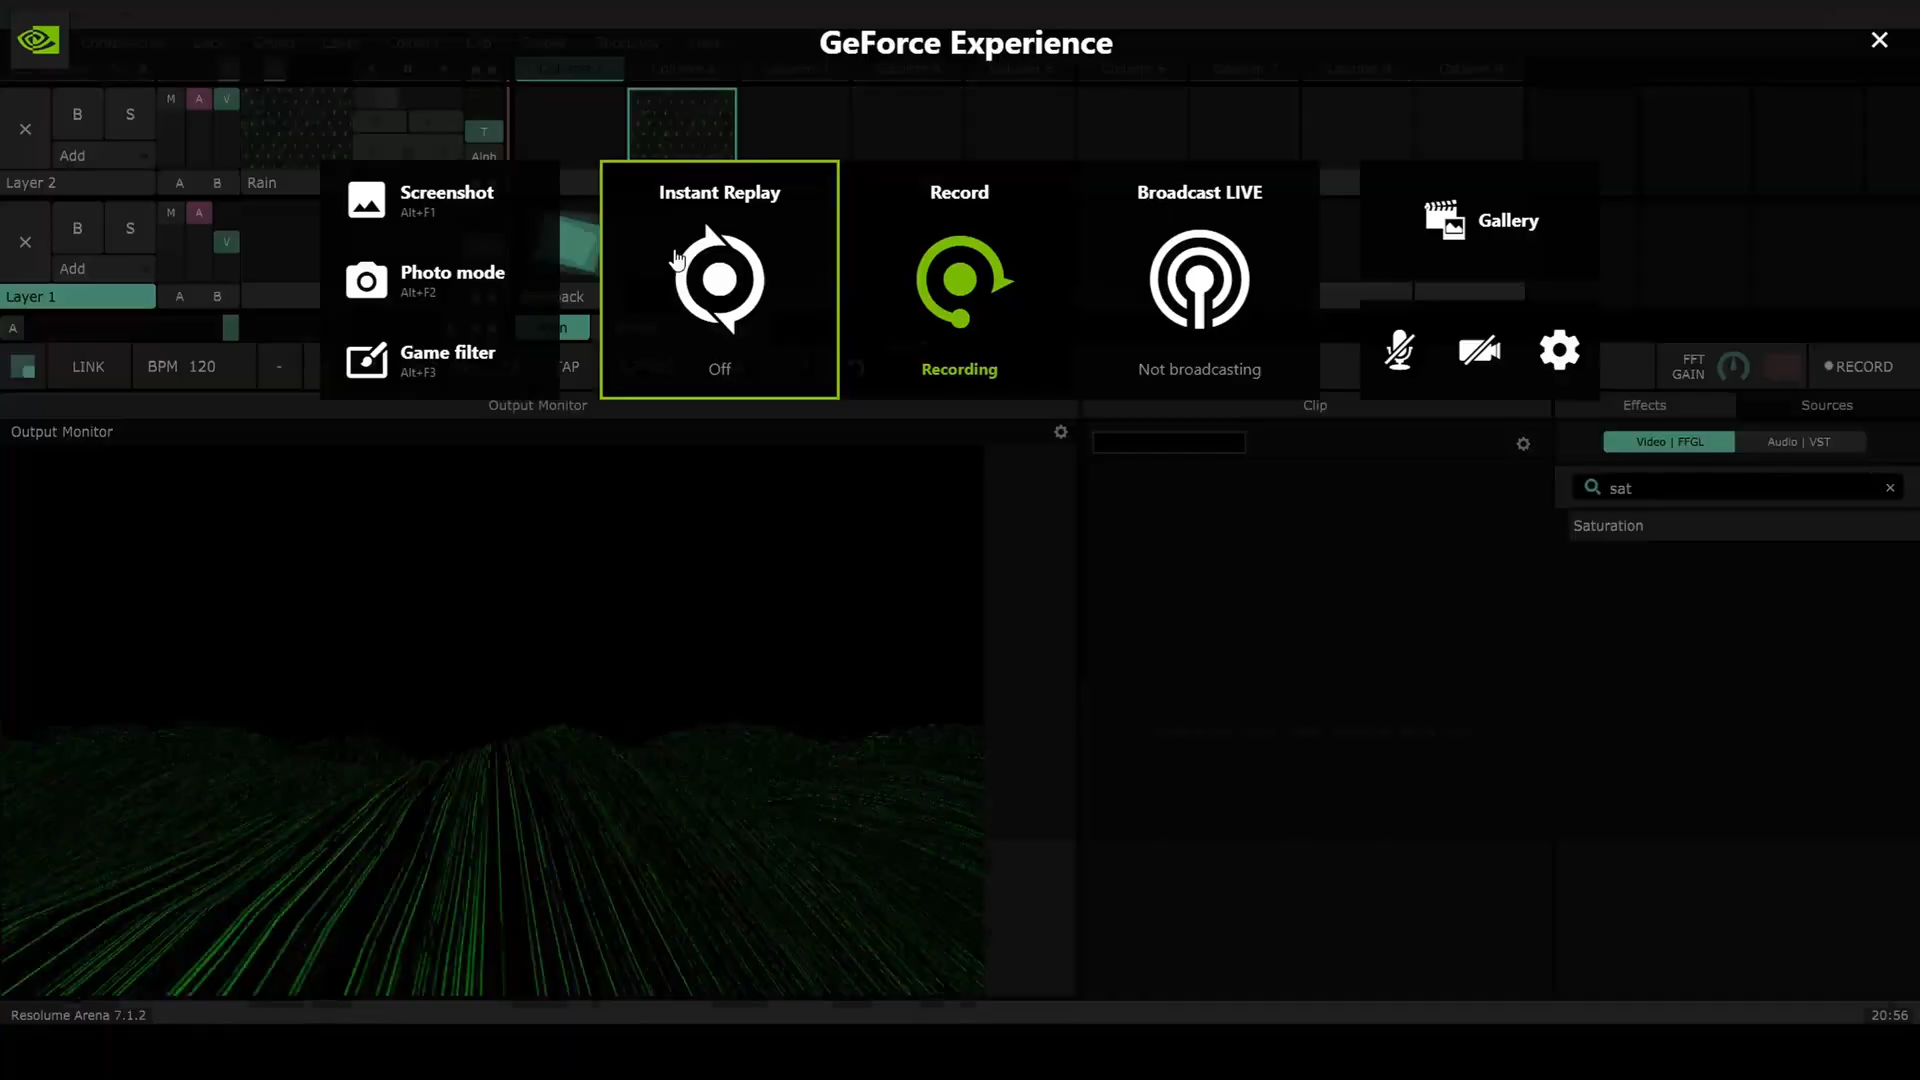 GeForce Experience
M A V
B S
T
Add
Alph
Layer 2 A B Rain
Screenshot
Alt+F1
Instant Replay
Record
Broadcast LIVE
Gallery
M A
B S
V
Add
Photo mode
Alt+F2
Layer 1 A B
A
LINK BPM 120 -
Game filter
Alt+F3
Off
Recording
Not broadcasting
FFT
GAIN
RECORD
Output Monitor
Clip
Effects
Sources
Output Monitor
Video | FFGL
Audio | VST
sat
Saturation
Resolume Arena 7.1.2
20:56